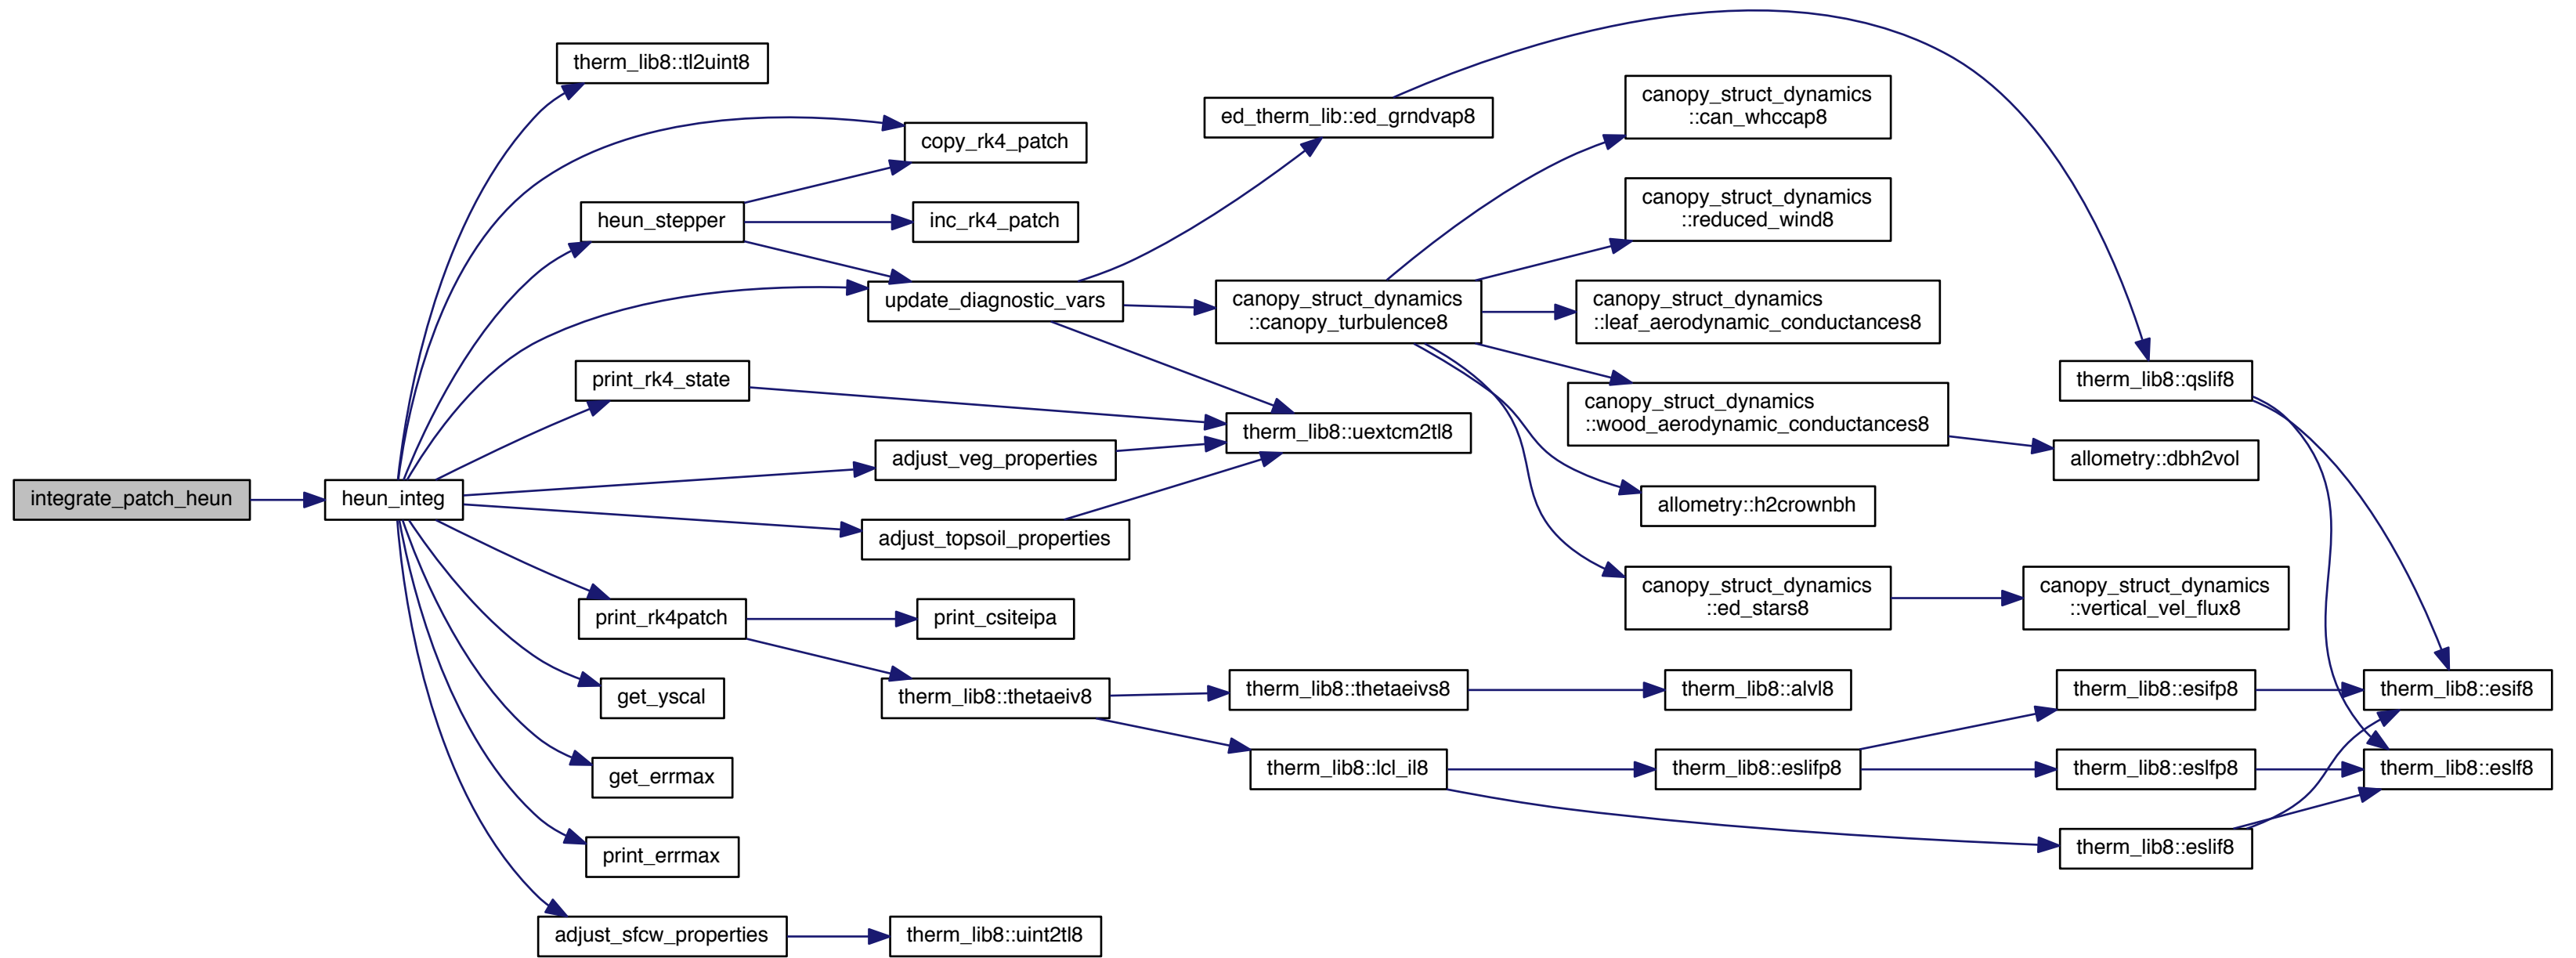 integrate_patch_heun
heun_integ
therm_lib8::tl2uint8
copy_rk4_patch
heun_stepper
inc_rk4_patch
update_diagnostic_vars
print_rk4_state
adjust_veg_properties
adjust_topsoil_properties
print_rk4patch
print_csiteipa
get_yscal
therm_lib8::thetaeiv8
get_errmax
print_errmax
adjust_sfcw_properties
therm_lib8::uint2tl8
ed_therm_lib::ed_grndvap8
canopy_struct_dynamics
::canopy_turbulence8
therm_lib8::uextcm2tl8
therm_lib8::thetaeivs8
therm_lib8::lcl_il8
canopy_struct_dynamics
::can_whccap8
canopy_struct_dynamics
::reduced_wind8
canopy_struct_dynamics
::leaf_aerodynamic_conductances8
canopy_struct_dynamics
::wood_aerodynamic_conductances8
allometry::h2crownbh
canopy_struct_dynamics
::ed_stars8
therm_lib8::alvl8
therm_lib8::eslifp8
therm_lib8::qslif8
allometry::dbh2vol
canopy_struct_dynamics
::vertical_vel_flux8
therm_lib8::esifp8
therm_lib8::eslfp8
therm_lib8::eslif8
therm_lib8::esif8
therm_lib8::eslf8